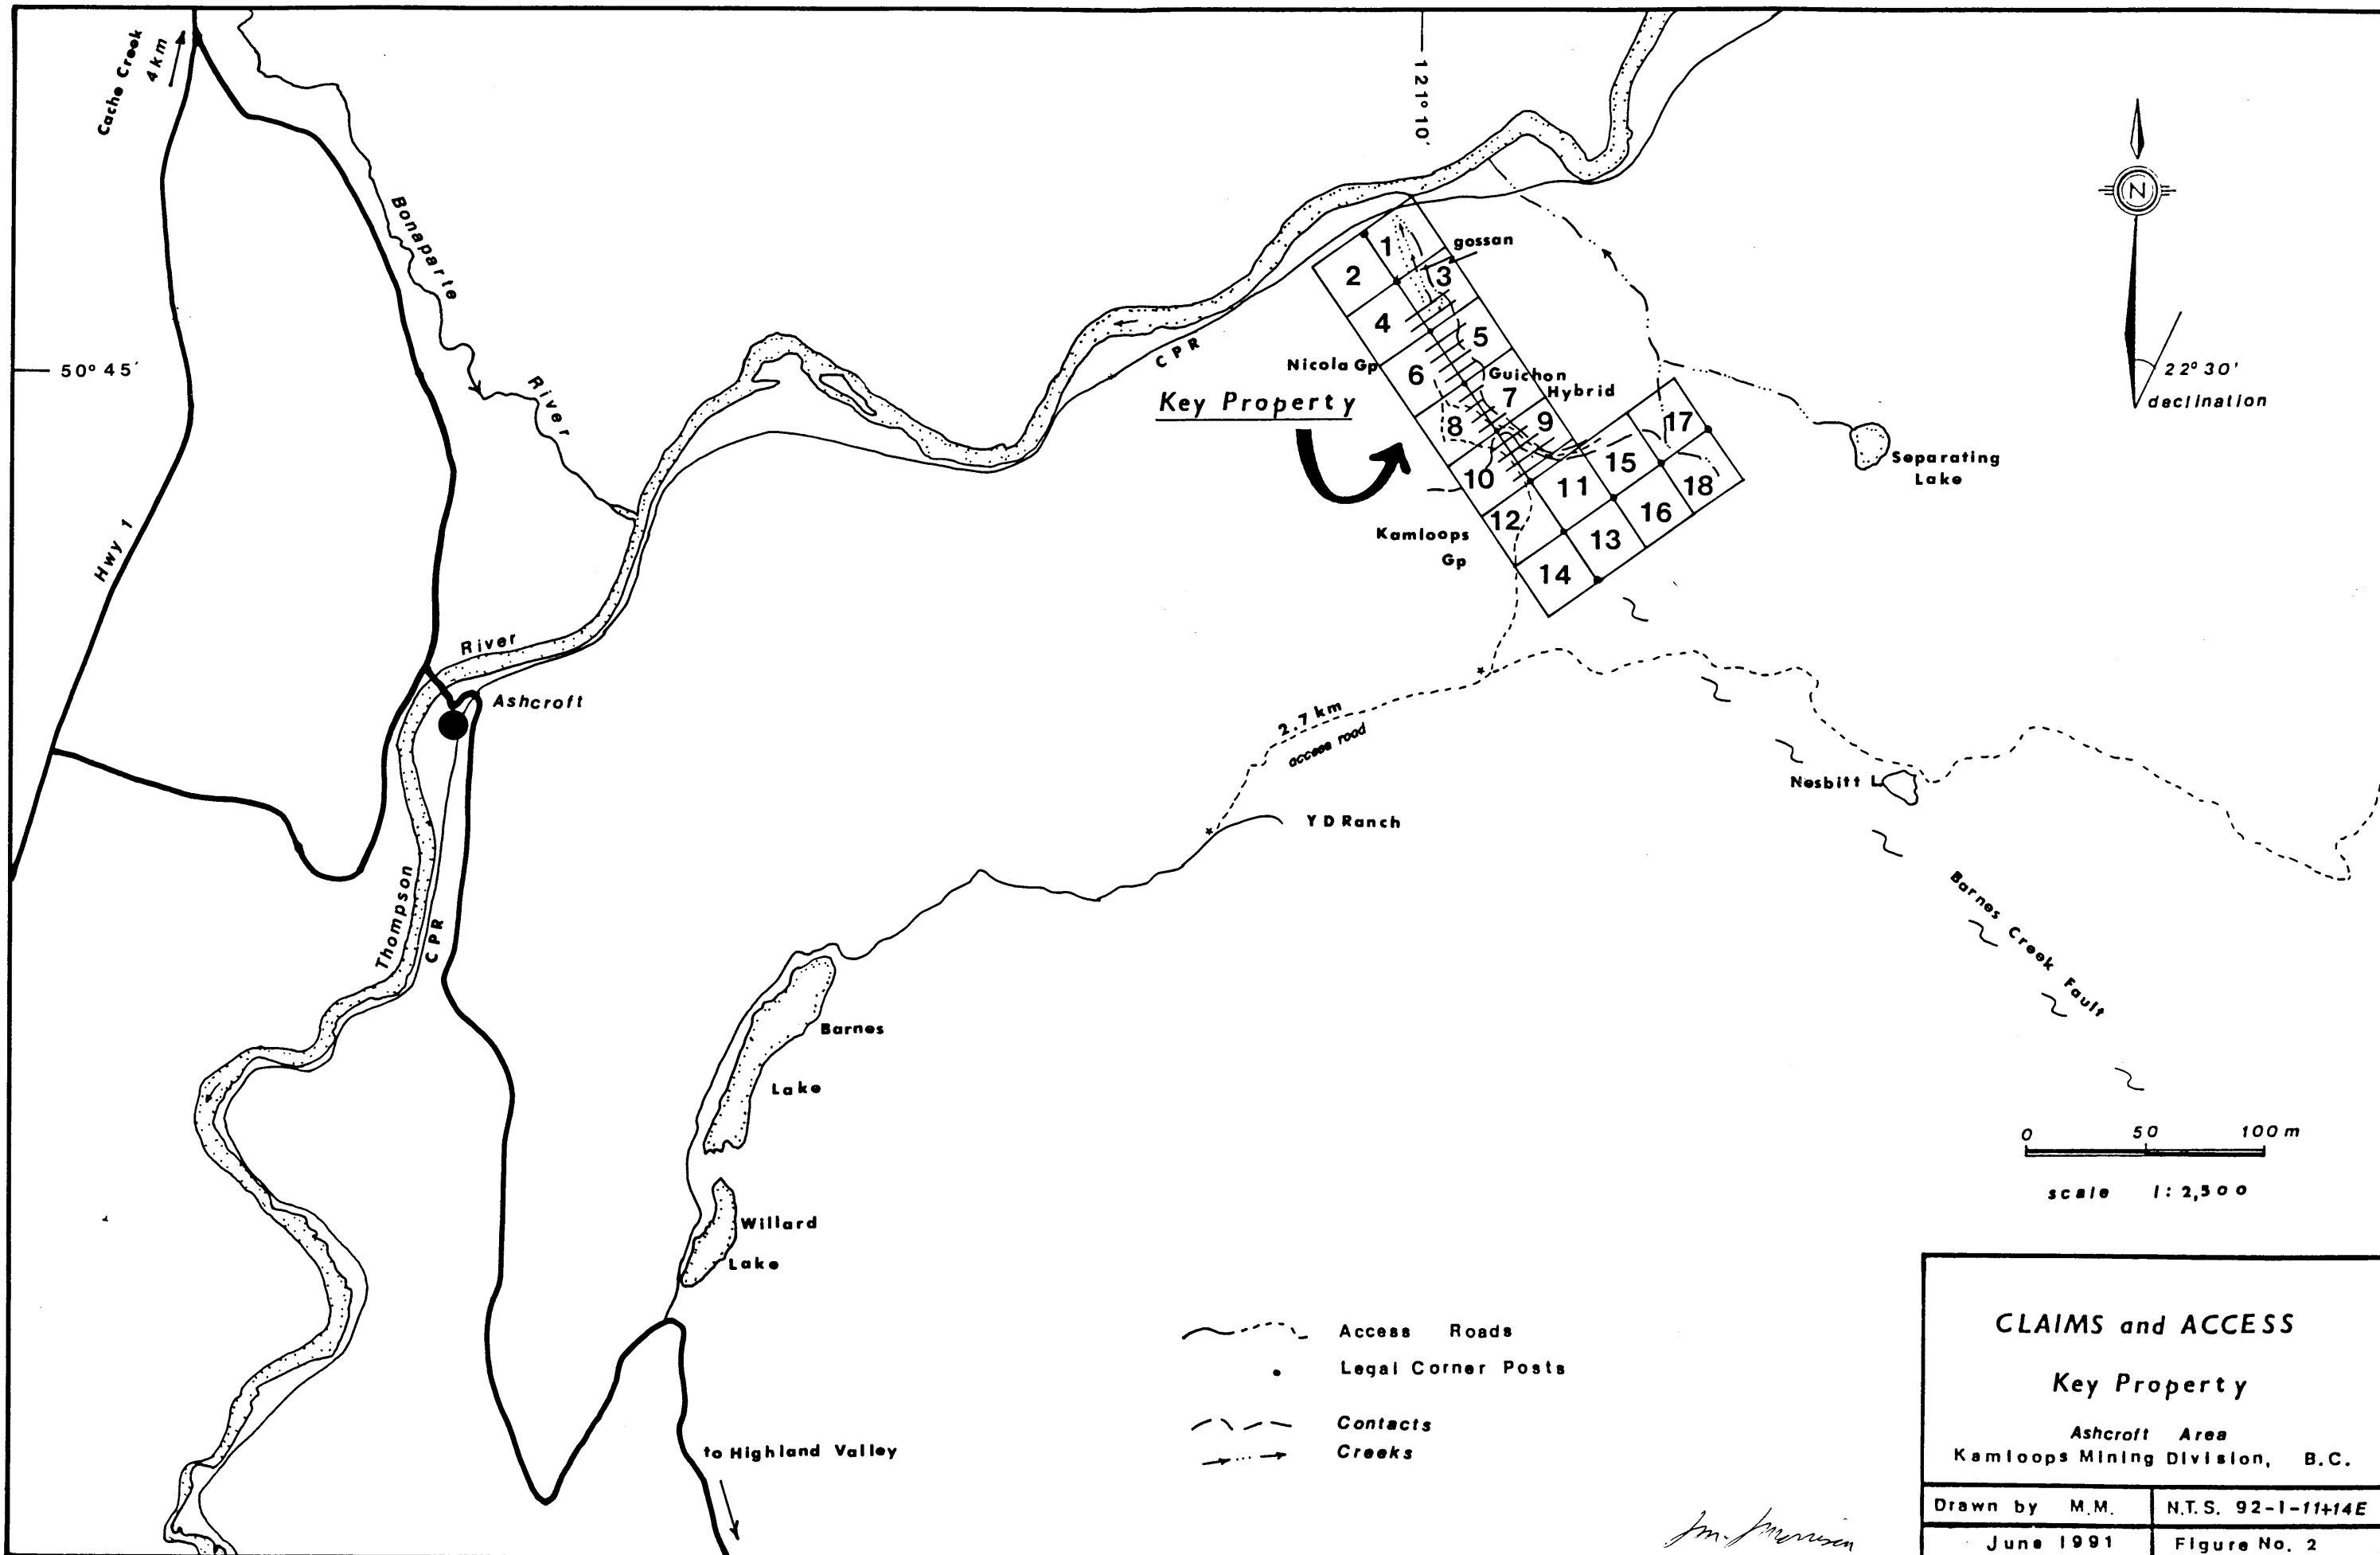 Cache Creek
4 km
121° 10'
N
22° 30'
declination
50° 45'
Bonaparte
River
Hwy 1
CPR
gossan
1
2
3
4
5
6
7
8
9
10
11
12
13
14
15
16
17
18
Nicola Gp
Guichon
Hybrid
Key Property
Kamloops
Gp
Separating
Lake
River
Ashcroft
2.7 km
access road
Y D Ranch
Nesbitt L.
Barnes Creek Fault
Thompson
CPR
Barnes
Lake
Willard
Lake
to Highland Valley
0 50 100 m
scale 1: 2,500
Access Roads
Legal Corner Posts
Contacts
Creeks
CLAIMS and ACCESS
Key Property
Ashcroft Area
Kamloops Mining Division, B.C.
Drawn by M.M.
N.T.S. 92-1-11+14E
June 1991
Figure No. 2